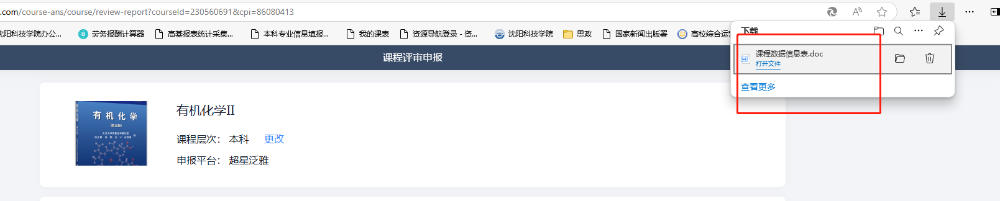 .com/course-ans/course/review-report?courseId=230560691&cpi=86080413
沈阳科技学院办公... 劳务报酬计算器 高基报表统计采集... 本科专业信息填报... 我的课表 资源导航登录 - 资... 沈阳科技学院 思政 国家新闻出版署 高校综合运
下载
课程数据信息表.doc
打开文件
查看更多
课程评审申报
有机化学
(第五版)
有机化学II
课程层次: 本科 更改
申报平台: 超星泛雅